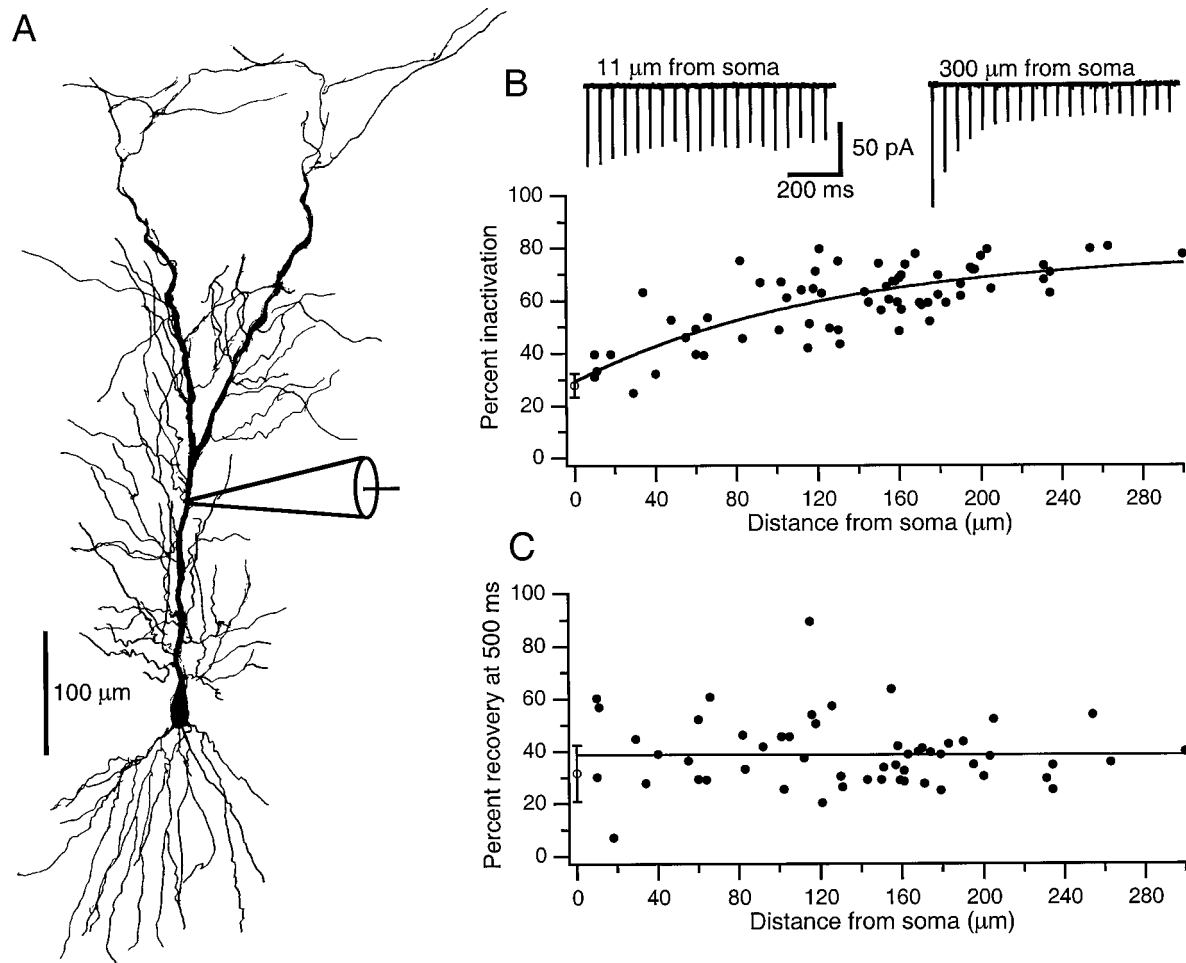 A
100 μm
B
11 μm from soma
300 μm from soma
50 pA
200 ms
Percent inactivation
100
80
60
40
20
0
0 40 80 120 160 200 240 280
Distance from soma (μm)
C
Percent recovery at 500 ms
100
80
60
40
20
0
0 40 80 120 160 200 240 280
Distance from soma (μm)